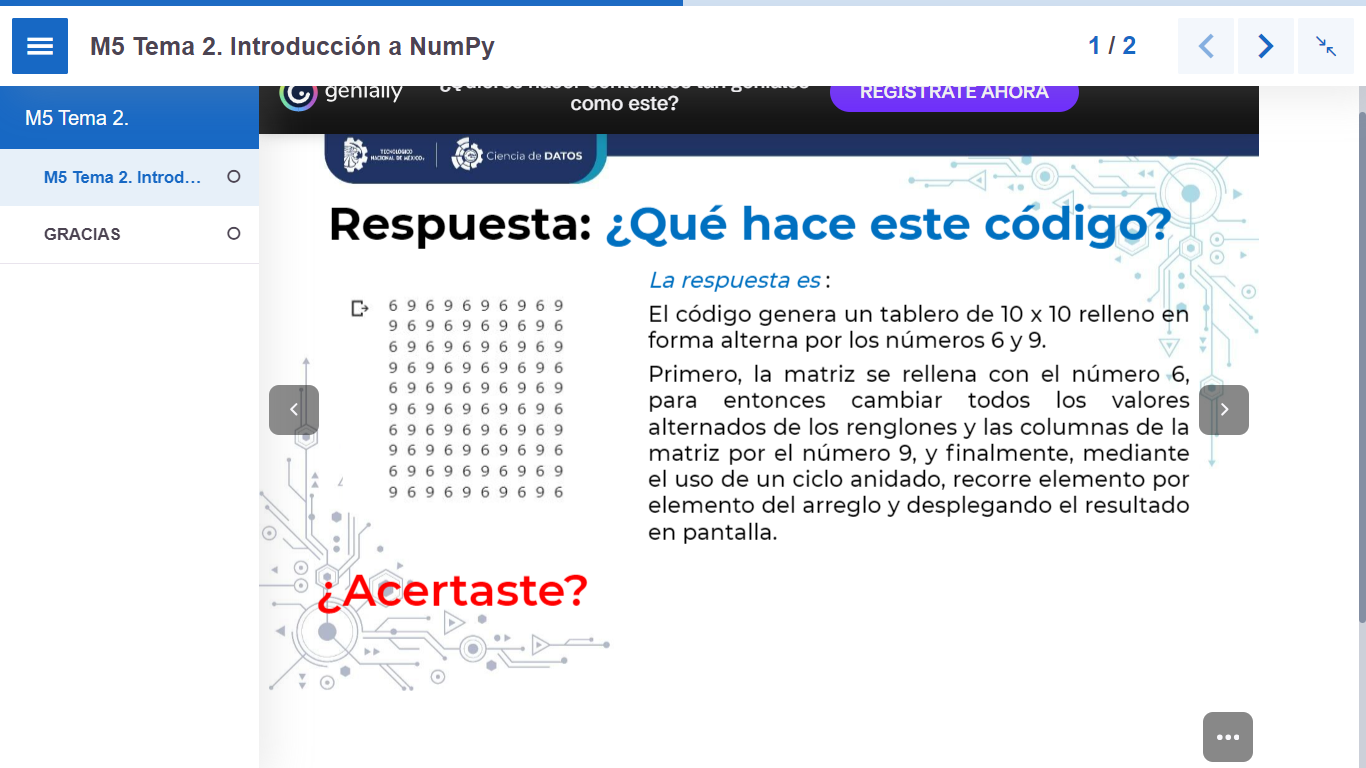 M5 Tema 2. Introducción a NumPy
1 / 2
M5 Tema 2.
M5 Tema 2. Introd...
GRACIAS
genially
¿Quieres hacer contenidos tan geniales
como este?
REGÍSTRATE AHORA
TECNOLÓGICO
NACIONAL DE MÉXICO
Ciencia de DATOS
Respuesta: ¿Qué hace este código?
6 9 6 9 6 9 6 9 6 9
9 6 9 6 9 6 9 6 9 6
6 9 6 9 6 9 6 9 6 9
9 6 9 6 9 6 9 6 9 6
6 9 6 9 6 9 6 9 6 9
9 6 9 6 9 6 9 6 9 6
6 9 6 9 6 9 6 9 6 9
9 6 9 6 9 6 9 6 9 6
6 9 6 9 6 9 6 9 6 9
9 6 9 6 9 6 9 6 9 6
La respuesta es :
El código genera un tablero de 10 x 10 relleno en
forma alterna por los números 6 y 9.
Primero, la matriz se rellena con el número 6,
para entonces cambiar todos los valores
alternados de los renglones y las columnas de la
matriz por el número 9, y finalmente, mediante
el uso de un ciclo anidado, recorre elemento por
elemento del arreglo y desplegando el resultado
en pantalla.
¿Acertaste?